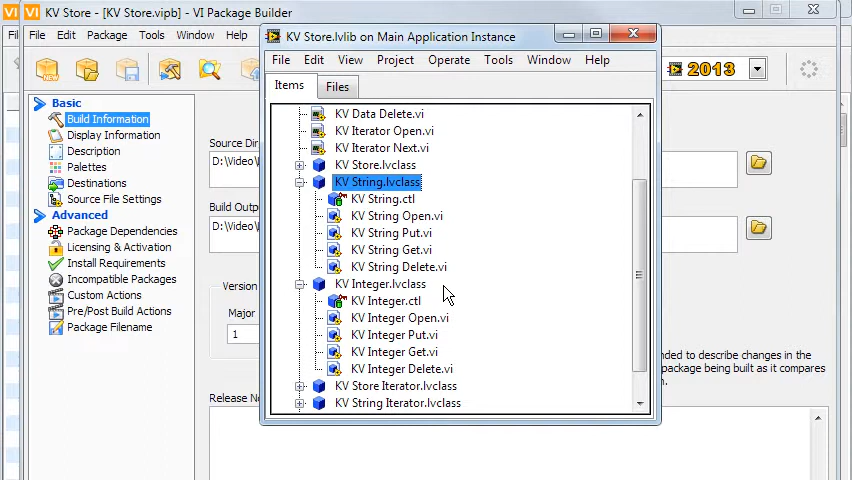 KV Store - [KV Store.vipb] - VI Package Builder
File Edit Package Tools Window Help
2013
Basic
Build Information
Display Information
Description
Palettes
Destinations
Source File Settings
Advanced
Package Dependencies
Licensing & Activation
Install Requirements
Incompatible Packages
Custom Actions
Pre/Post Build Actions
Package Filename
Source Dir
D:\Video\
Build Outp
D:\Video\
Version
Major
1
nded to describe changes in the
package being built as it compares
Release No
KV Store.lvlib on Main Application Instance
File Edit View Project Operate Tools Window Help
Items Files
KV Data Delete.vi
KV Iterator Open.vi
KV Iterator Next.vi
KV Store.lvclass
KV String.lvclass
KV String.ctl
KV String Open.vi
KV String Put.vi
KV String Get.vi
KV String Delete.vi
KV Integer.lvclass
KV Integer.ctl
KV Integer Open.vi
KV Integer Put.vi
KV Integer Get.vi
KV Integer Delete.vi
KV Store Iterator.lvclass
KV String Iterator.lvclass